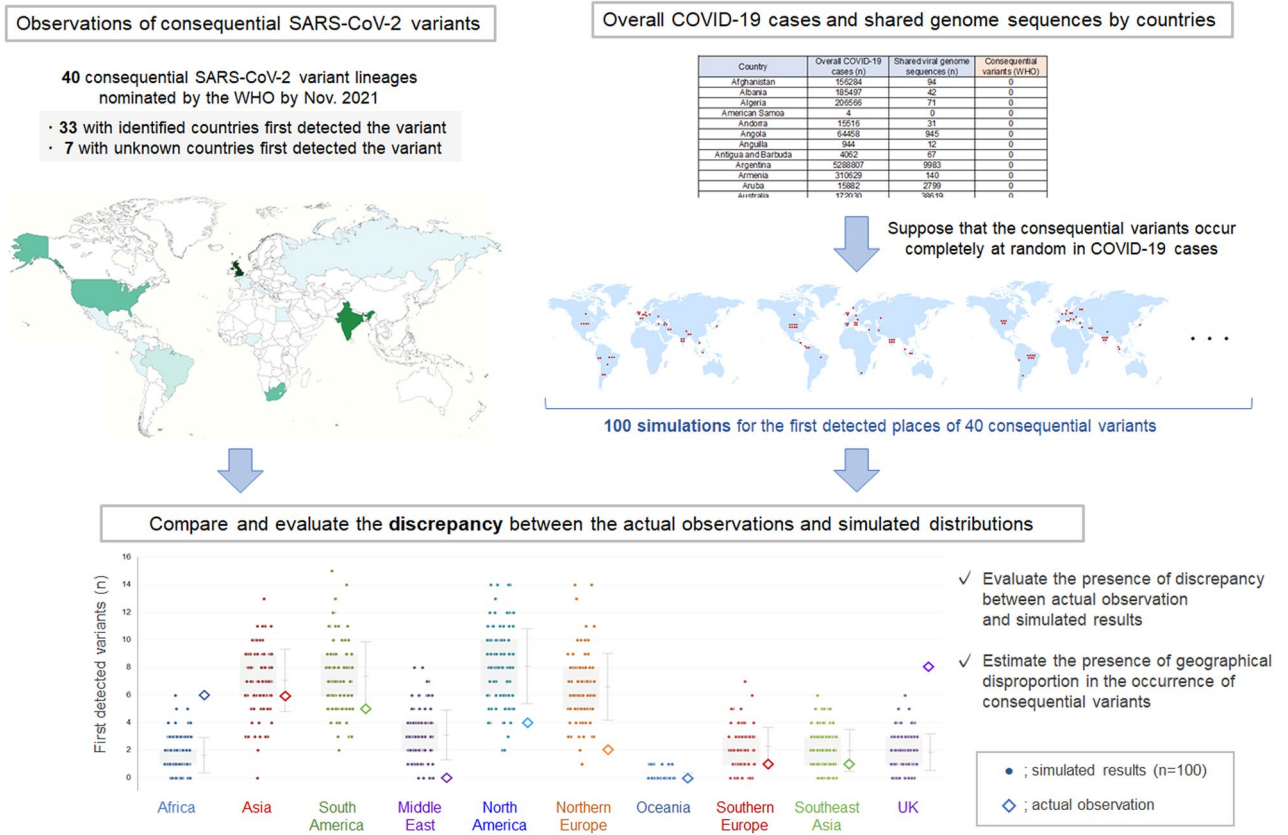 Observations of consequential SARS-CoV-2 variants
40 consequential SARS-CoV-2 variant lineages
nominated by the WHO by Nov. 2021
· 33 with identified countries first detected the variant
· 7 with unknown countries first detected the variant
Overall COVID-19 cases and shared genome sequences by countries
Country Overall COVID-19 cases (n) Shared viral genome sequences (n) Consequential variants (WHO)
Afghanistan 156284 94 0
Albania 185497 42 0
Algeria 206566 71 0
American Samoa 4 0 0
Andorra 15516 31 0
Angola 64458 945 0
Anguilla 944 12 0
Antigua and Barbuda 4062 67 0
Argentina 5288807 9983 0
Armenia 310629 140 0
Aruba 15882 2799 0
Australia 172030 38619 0
Suppose that the consequential variants occur
completely at random in COVID-19 cases
. . .
100 simulations for the first detected places of 40 consequential variants
Compare and evaluate the discrepancy between the actual observations and simulated distributions
First detected variants (n)
16
14
12
10
8
6
4
2
0
Africa
Asia
South America
Middle East
North America
Northern Europe
Oceania
Southern Europe
Southeast Asia
UK
✓ Evaluate the presence of discrepancy
between actual observation
and simulated results
✓ Estimate the presence of geographical
disproportion in the occurrence of
consequential variants
; simulated results (n=100)
; actual observation